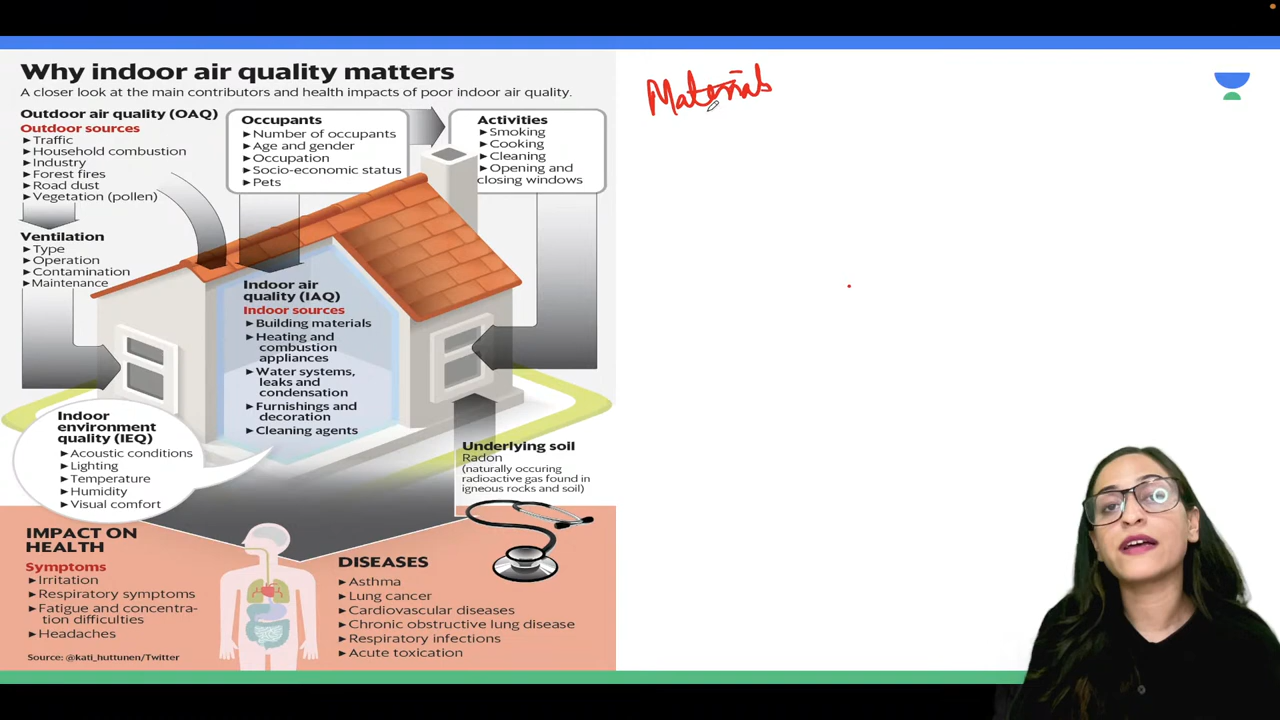 Why indoor air quality matters
A closer look at the main contributors and health impacts of poor indoor air quality.
Outdoor air quality (OAQ)
Outdoor sources
►Traffic
►Household combustion
►Industry
►Forest fires
►Road dust
►Vegetation (pollen)
Ventilation
►Type
►Operation
►Contamination
►Maintenance
Occupants
►Number of occupants
►Age and gender
►Occupation
►Socio-economic status
►Pets
Activities
►Smoking
►Cooking
►Cleaning
►Opening and
closing windows
Indoor air
quality (IAQ)
Indoor sources
►Building materials
►Heating and
combustion
appliances
►Water systems,
leaks and
condensation
►Furnishings and
decoration
►Cleaning agents
Indoor
environment
quality (IEQ)
►Acoustic conditions
►Lighting
►Temperature
►Humidity
►Visual comfort
Underlying soil
Radon
(naturally occuring
radioactive gas found in
igneous rocks and soil)
IMPACT ON
HEALTH
Symptoms
►Irritation
►Respiratory symptoms
►Fatigue and concentra-
tion difficulties
►Headaches
DISEASES
►Asthma
►Lung cancer
►Cardiovascular diseases
►Chronic obstructive lung disease
►Respiratory infections
►Acute toxication
Source: @kati_huttunen/Twitter
Materials